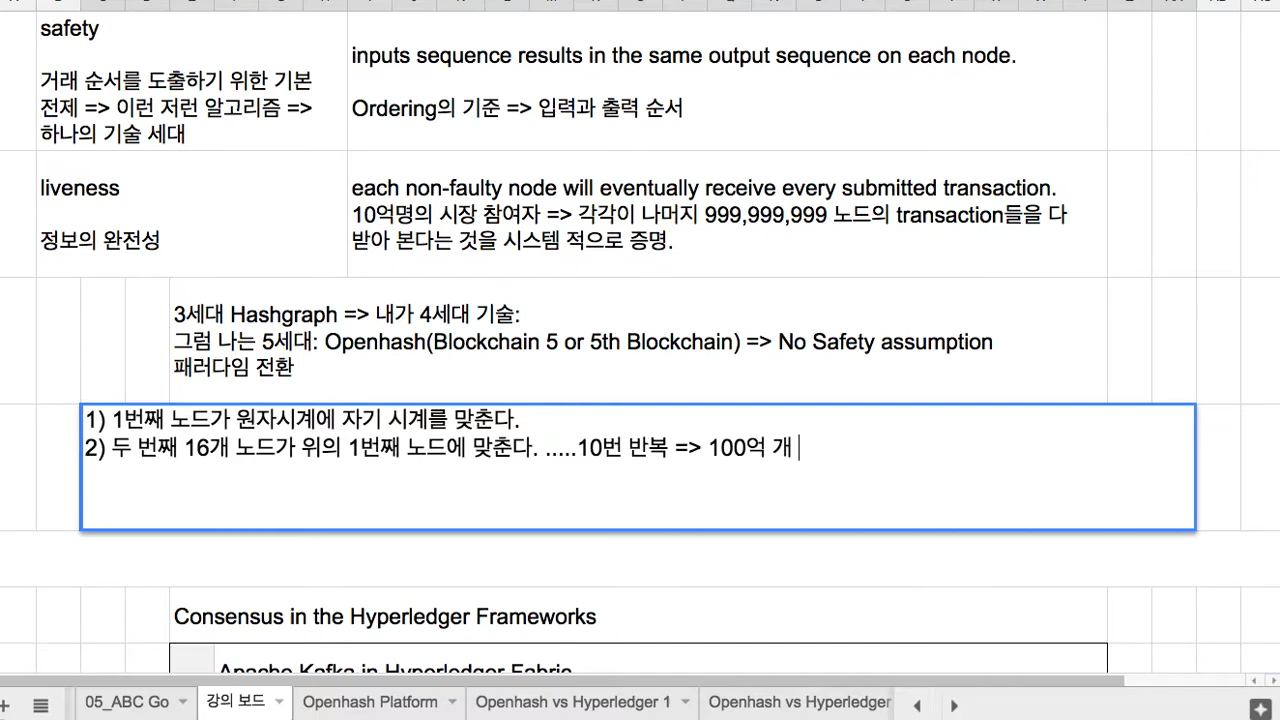 safety
inputs sequence results in the same output sequence on each node.
거래 순서를 도출하기 위한 기본
전제 => 이런 저런 알고리즘 =>
하나의 기술 세대
Ordering의 기준 => 입력과 출력 순서
liveness
정보의 완전성
each non-faulty node will eventually receive every submitted transaction.
10억명의 시장 참여자 => 각각이 나머지 999,999,999 노드의 transaction들을 다
받아 본다는 것을 시스템 적으로 증명.
3세대 Hashgraph => 내가 4세대 기술:
그럼 나는 5세대: Openhash(Blockchain 5 or 5th Blockchain) => No Safety assumption
패러다임 전환
1) 1번째 노드가 원자시계에 자기 시계를 맞춘다.
2) 두 번째 16개 노드가 위의 1번째 노드에 맞춘다. .....10번 반복 => 100억 개
Consensus in the Hyperledger Frameworks
Apache Kafka in Hyperledger Fabric
05_ABC Go
강의 보드
Openhash Platform
Openhash vs Hyperledger 1
Openhash vs Hyperledger